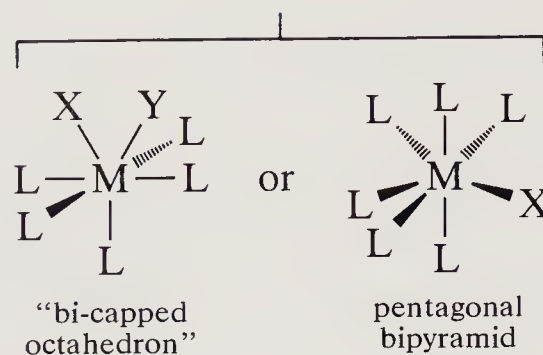 X Y
L
L M L
L
L
"bi-capped
octahedron"
or
L L L
M
L X
L
L
pentagonal
bipyramid